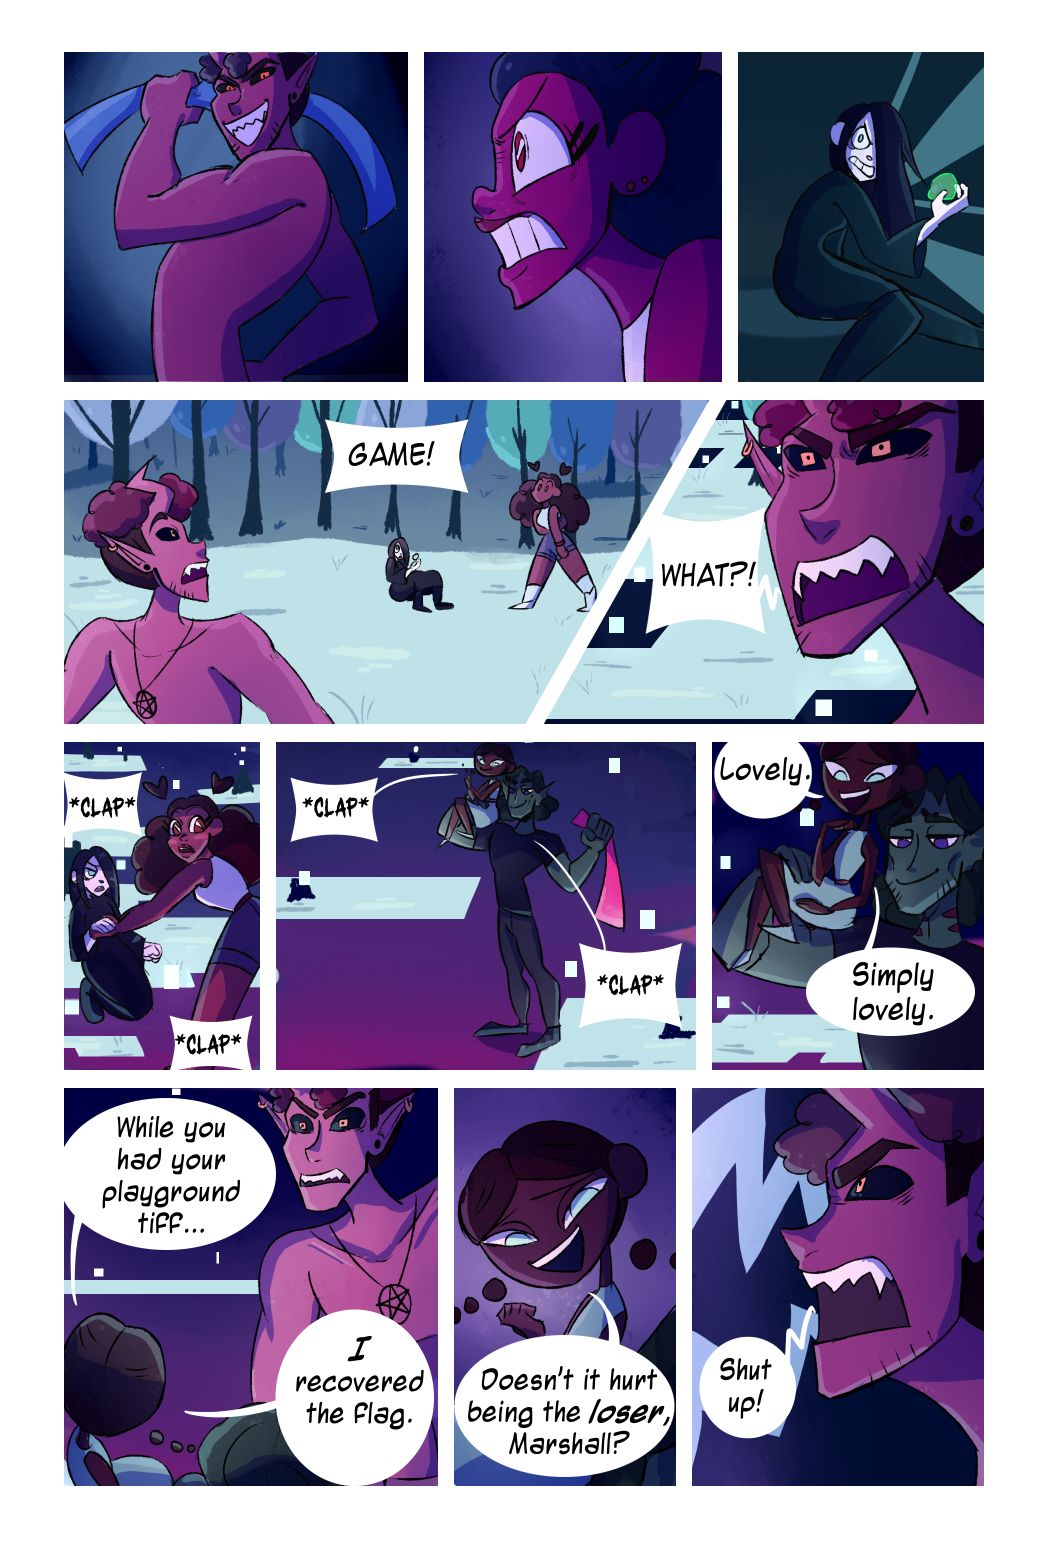 GAME!
WHAT?!
*CLAP*
*CLAP*
*CLAP*
*CLAP*
Lovely.
Simply
lovely.
While you
had your
playground
tiff...
I
recovered
the flag.
Doesn't it hurt
being the loser,
Marshall?
Shut
up!